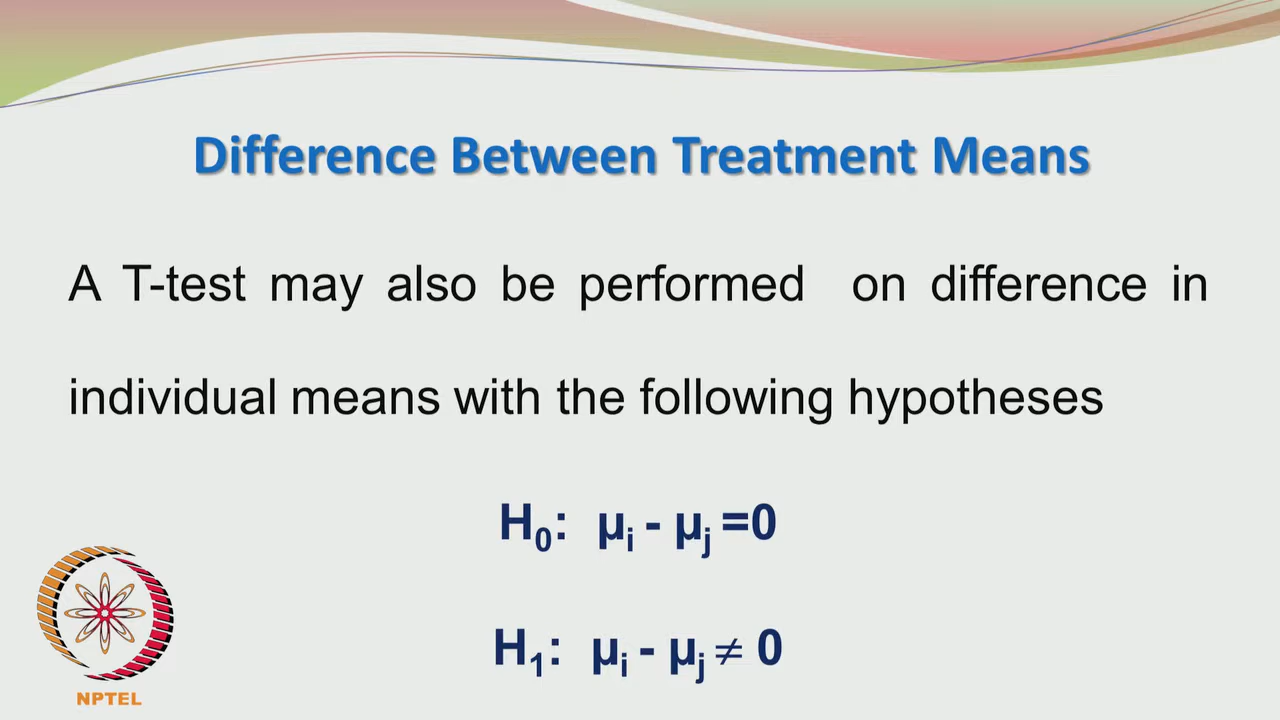 Difference Between Treatment Means
A T-test may also be performed on difference in
individual means with the following hypotheses
H₀: µᵢ - µⱼ =0
H₁: µᵢ - µⱼ ≠ 0
NPTEL